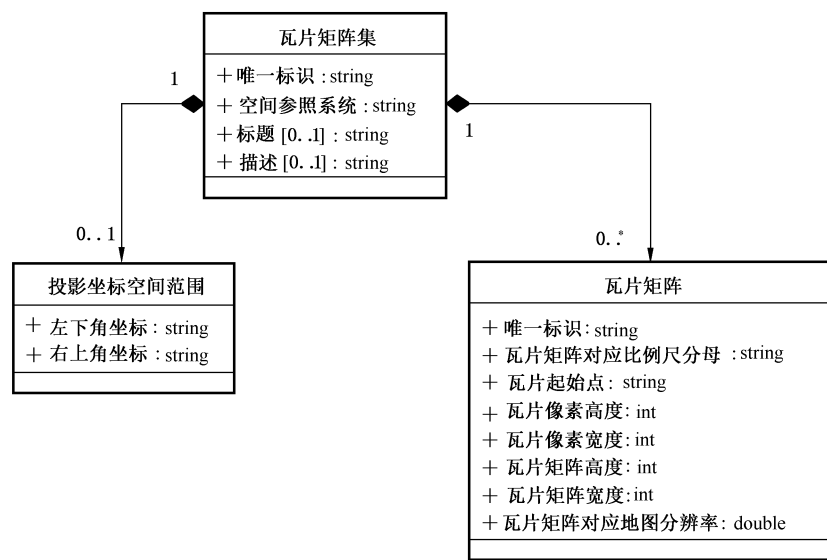 瓦片矩阵集
+唯一标识:string
+空间参照系统:string
+标题[0..1]: string
+描述[0..1]: string
1
1
0..1
0..*
投影坐标空间范围
+ 左下角坐标: string
+ 右上角坐标: string
瓦片矩阵
+ 唯一标识:string
+ 瓦片矩阵对应比例尺分母 :string
+ 瓦片起始点: string
+ 瓦片像素高度: int
+ 瓦片像素宽度:int
+ 瓦片矩阵高度: int
+ 瓦片矩阵宽度:int
+瓦片矩阵对应地图分辨率: double